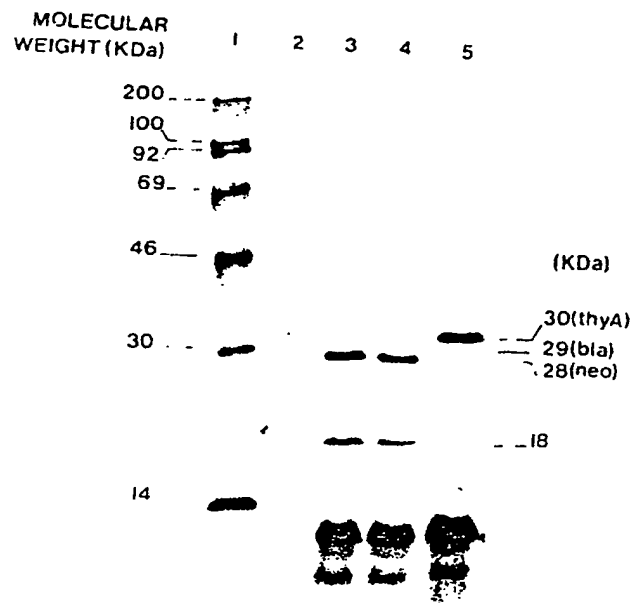 MOLECULAR
WEIGHT (KDa)
1 2 3 4 5
200
100
92
69
46
(KDa)
30
30(thyA)
29(bla)
28(neo)
18
14